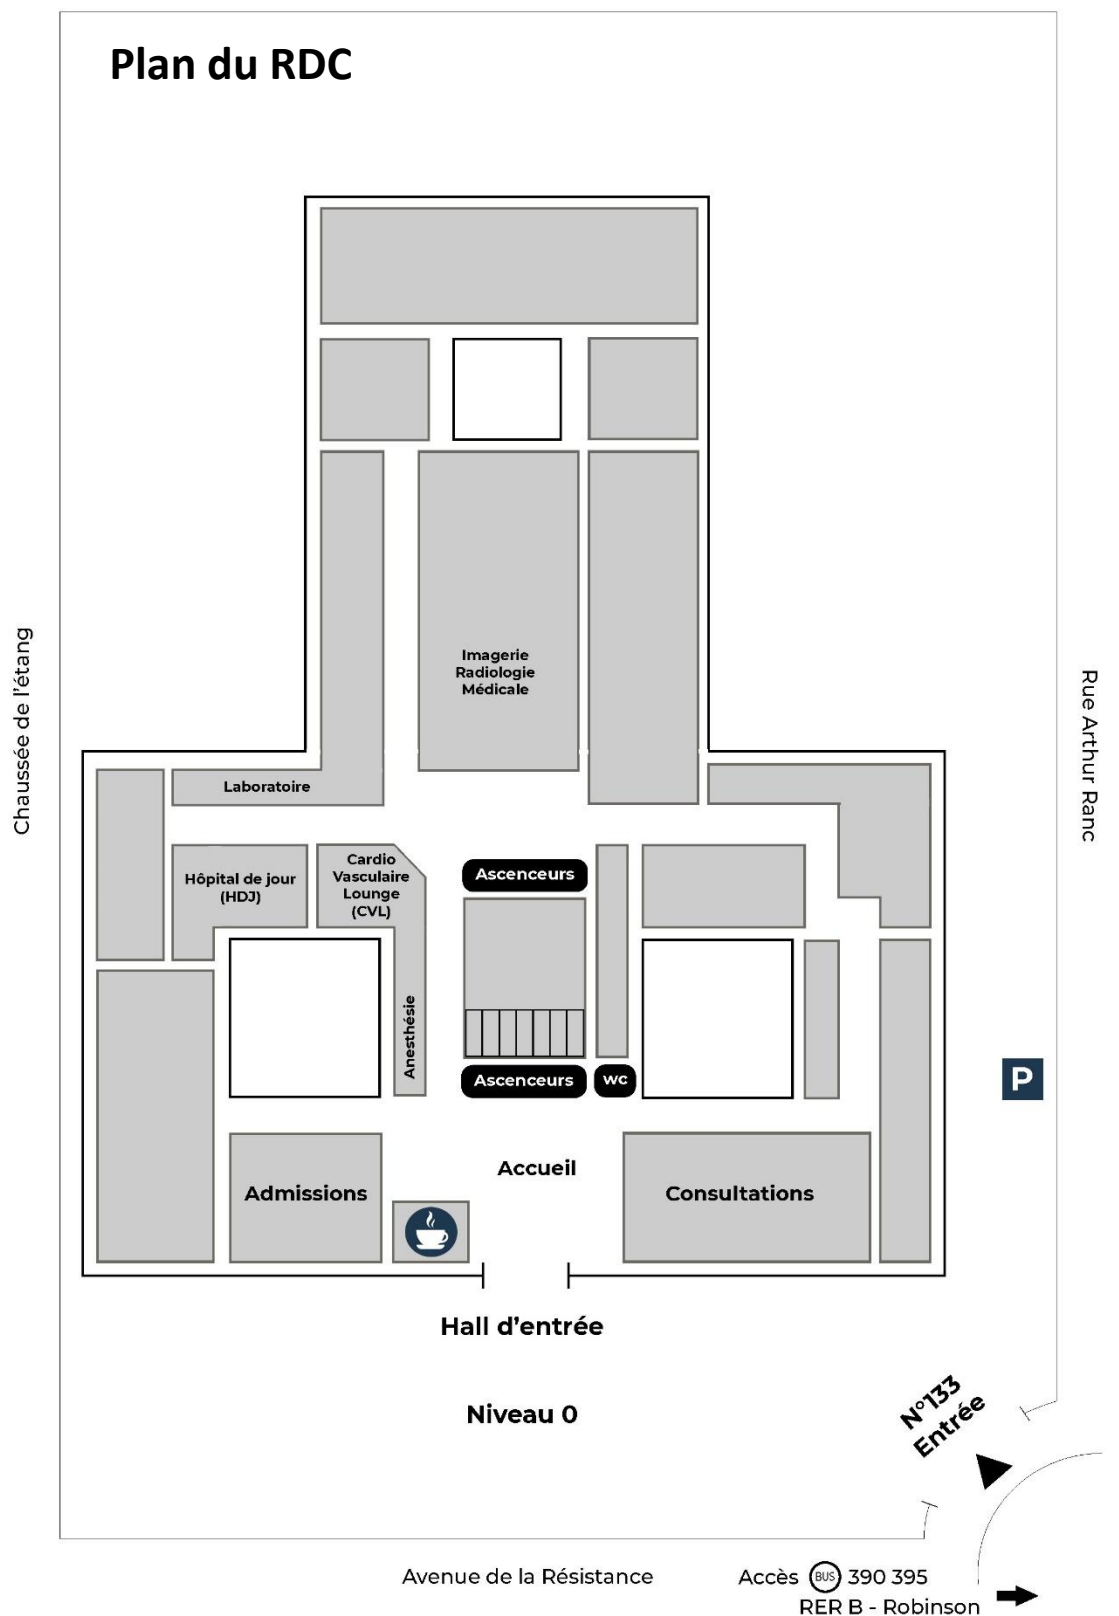 Plan du RDC
Chaussée de l'étang
Rue Arthur Ranc
Imagerie
Radiologie
Médicale
Laboratoire
Hôpital de jour
(HDJ)
Cardio
Vasculaire
Lounge
(CVL)
Ascenceurs
Anesthésie
Ascenceurs
WC
P
Accueil
Admissions
Consultations
Hall d'entrée
Niveau 0
N°133
Entrée
Avenue de la Résistance
Accès BUS 390 395
RER B - Robinson